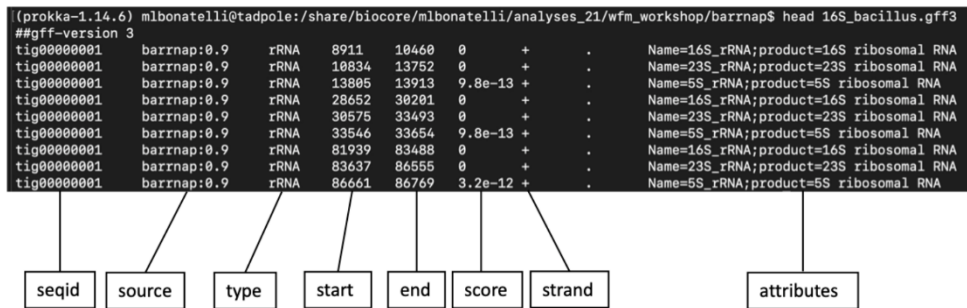 (prokka-1.14.6) mlbonatelli@tadpole:/share/biocore/mlbonatelli/analyses_21/wfm_workshop/barrnap$ head 16S_bacillus.gff3
##gff-version 3
tig00000001 barrnap:0.9 rRNA 8911 10460 0 + . Name=16S_rRNA;product=16S ribosomal RNA
tig00000001 barrnap:0.9 rRNA 10834 13752 0 + . Name=23S_rRNA;product=23S ribosomal RNA
tig00000001 barrnap:0.9 rRNA 13805 13913 9.8e-13 + . Name=5S_rRNA;product=5S ribosomal RNA
tig00000001 barrnap:0.9 rRNA 28652 30201 0 + . Name=16S_rRNA;product=16S ribosomal RNA
tig00000001 barrnap:0.9 rRNA 30575 33493 0 + . Name=23S_rRNA;product=23S ribosomal RNA
tig00000001 barrnap:0.9 rRNA 33546 33654 9.8e-13 + . Name=5S_rRNA;product=5S ribosomal RNA
tig00000001 barrnap:0.9 rRNA 81939 83488 0 + . Name=16S_rRNA;product=16S ribosomal RNA
tig00000001 barrnap:0.9 rRNA 83637 86555 0 + . Name=23S_rRNA;product=23S ribosomal RNA
tig00000001 barrnap:0.9 rRNA 86661 86769 3.2e-12 + . Name=5S_rRNA;product=5S ribosomal RNA
seqid source type start end score strand attributes